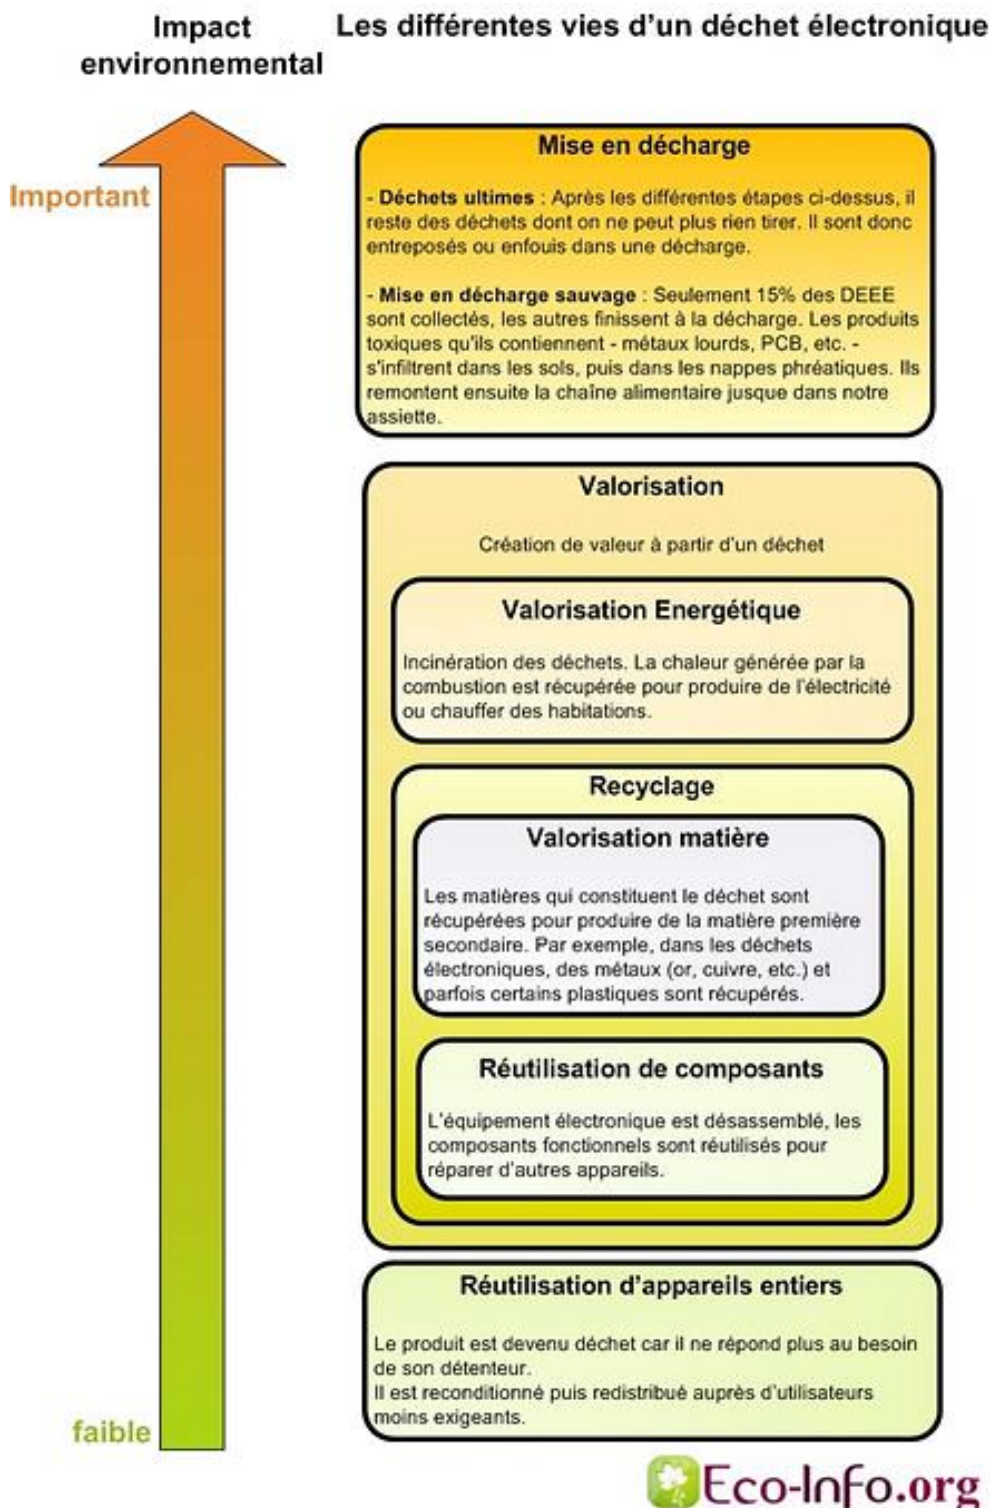 Impact
environnemental
Les différentes vies d'un déchet électronique
Important
Mise en décharge
- Déchets ultimes : Après les différentes étapes ci-dessus, il
reste des déchets dont on ne peut plus rien tirer. Il sont donc
entreposés ou enfouis dans une décharge.
- Mise en décharge sauvage : Seulement 15% des DEEE
sont collectés, les autres finissent à la décharge. Les produits
toxiques qu'ils contiennent - métaux lourds, PCB, etc. -
s'infiltrent dans les sols, puis dans les nappes phréatiques. Ils
remontent ensuite la chaîne alimentaire jusque dans notre
assiette.
Valorisation
Création de valeur à partir d'un déchet
Valorisation Energétique
Incinération des déchets. La chaleur générée par la
combustion est récupérée pour produire de l'électricité
ou chauffer des habitations.
Recyclage
Valorisation matière
Les matières qui constituent le déchet sont
récupérées pour produire de la matière première
secondaire. Par exemple, dans les déchets
électroniques, des métaux (or, cuivre, etc.) et
parfois certains plastiques sont récupérés.
Réutilisation de composants
L'équipement électronique est désassemblé, les
composants fonctionnels sont réutilisés pour
réparer d'autres appareils.
Réutilisation d'appareils entiers
Le produit est devenu déchet car il ne répond plus au besoin
de son détenteur.
Il est reconditionné puis redistribué auprès d'utilisateurs
moins exigeants.
faible
Eco-Info.org